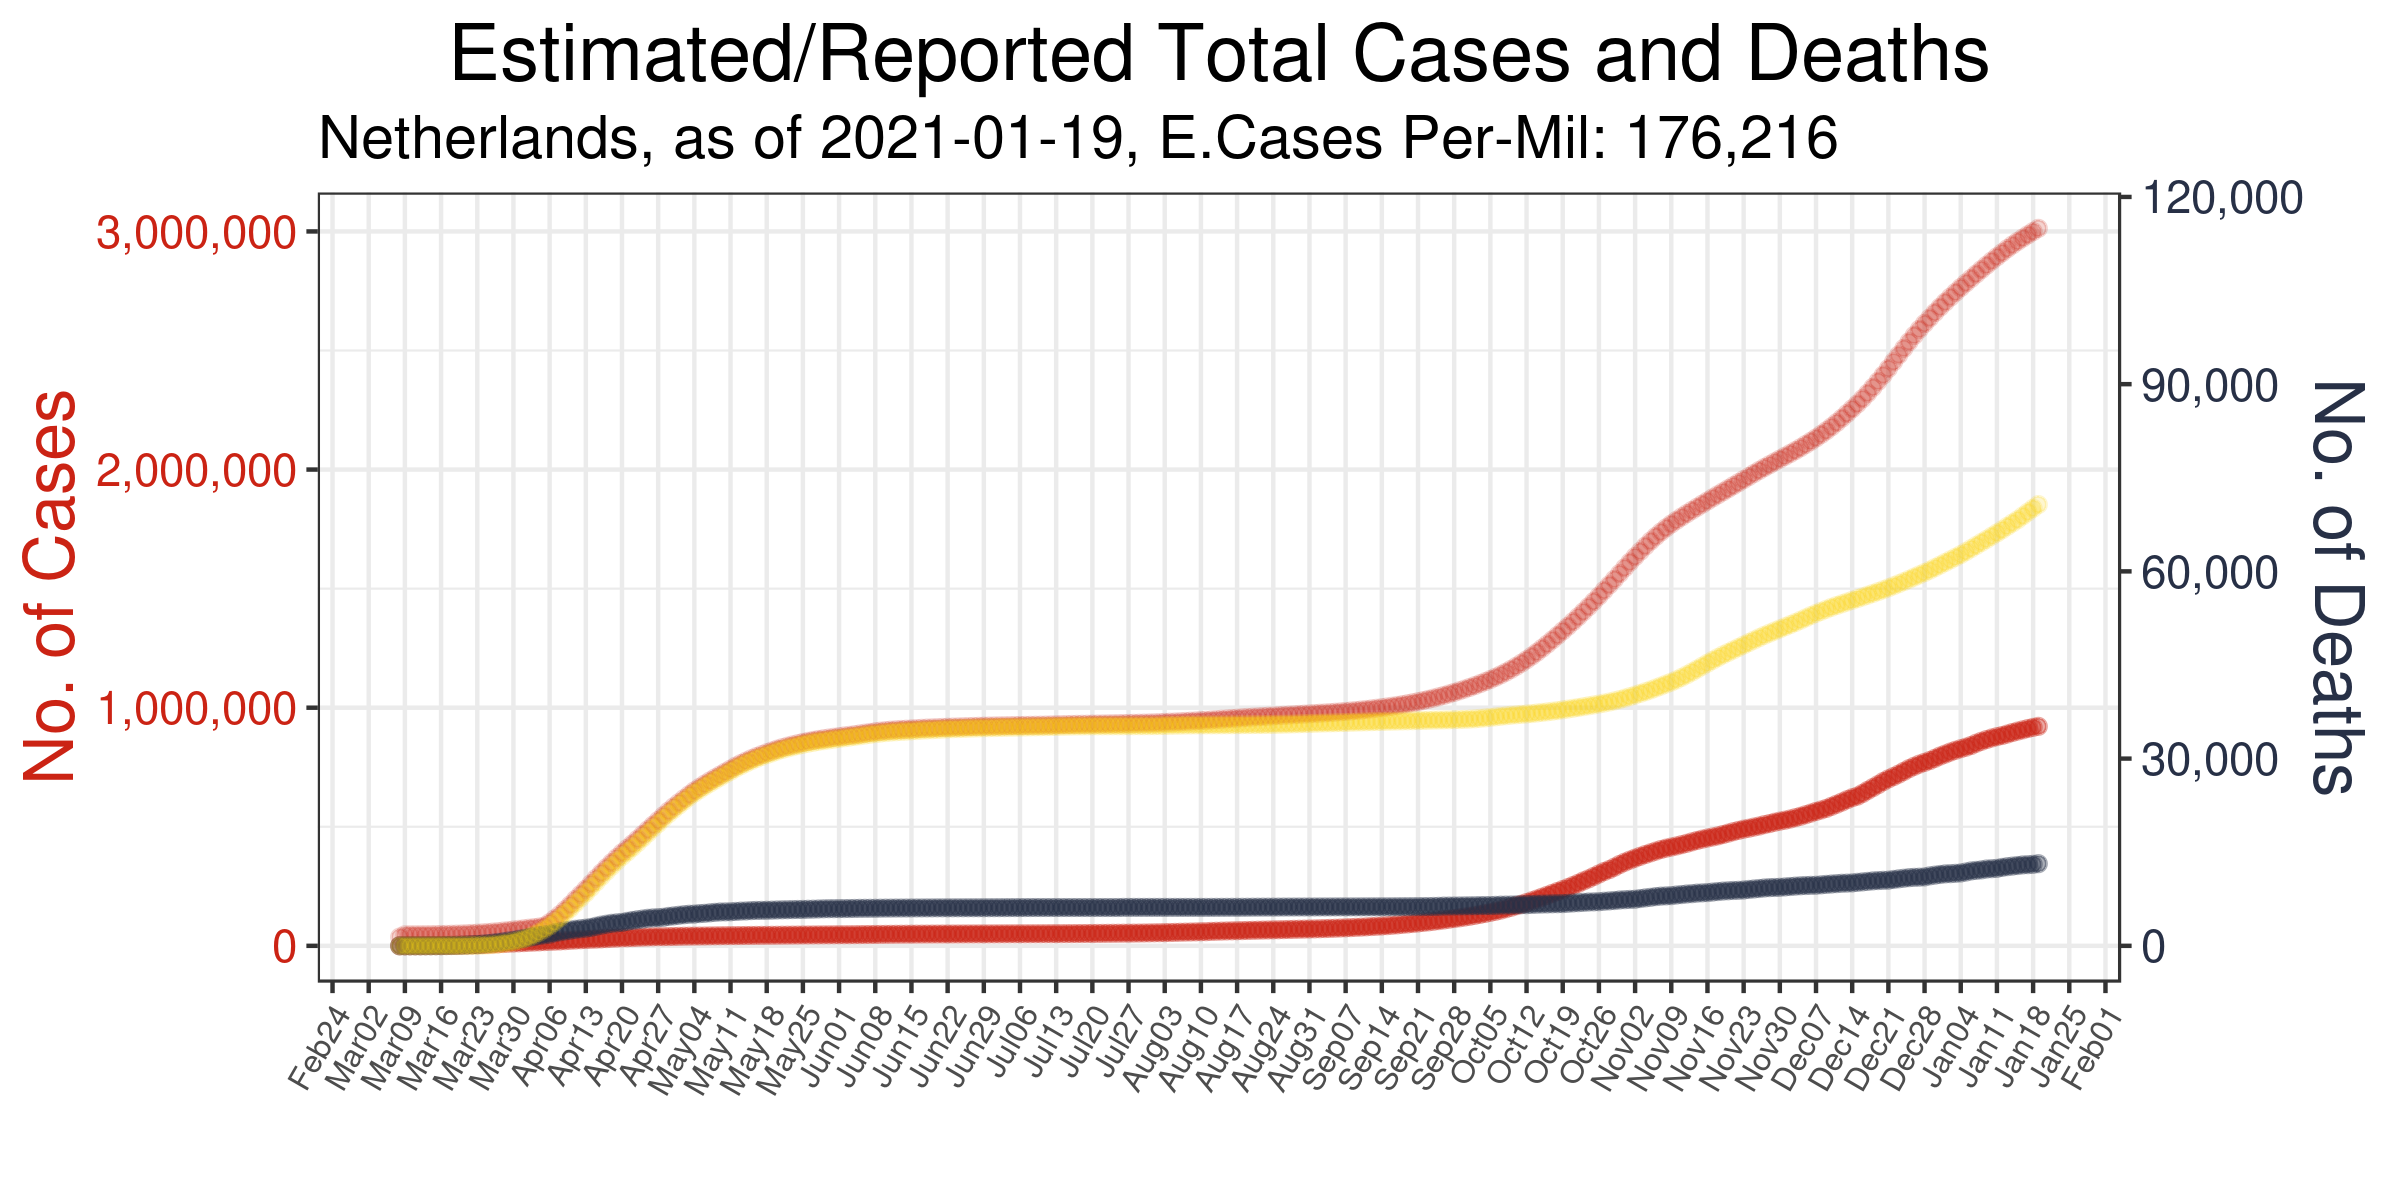 Estimated/Reported Total Cases and Deaths
Netherlands, as of 2021-01-19, E.Cases Per-Mil: 176,216
No. of Cases
3,000,000
2,000,000
1,000,000
0
120,000
90,000
60,000
30,000
0
No. of Deaths
Feb24
Mar02
Mar09
Mar16
Mar23
Mar30
Apr06
Apr13
Apr20
Apr27
May04
May11
May18
May25
Jun01
Jun08
Jun15
Jun22
Jun29
Jul06
Jul13
Jul20
Jul27
Aug03
Aug10
Aug17
Aug24
Aug31
Sep07
Sep14
Sep21
Sep28
Oct05
Oct12
Oct19
Oct26
Nov02
Nov09
Nov16
Nov23
Nov30
Dec07
Dec14
Dec21
Dec28
Jan04
Jan11
Jan18
Jan25
Feb01